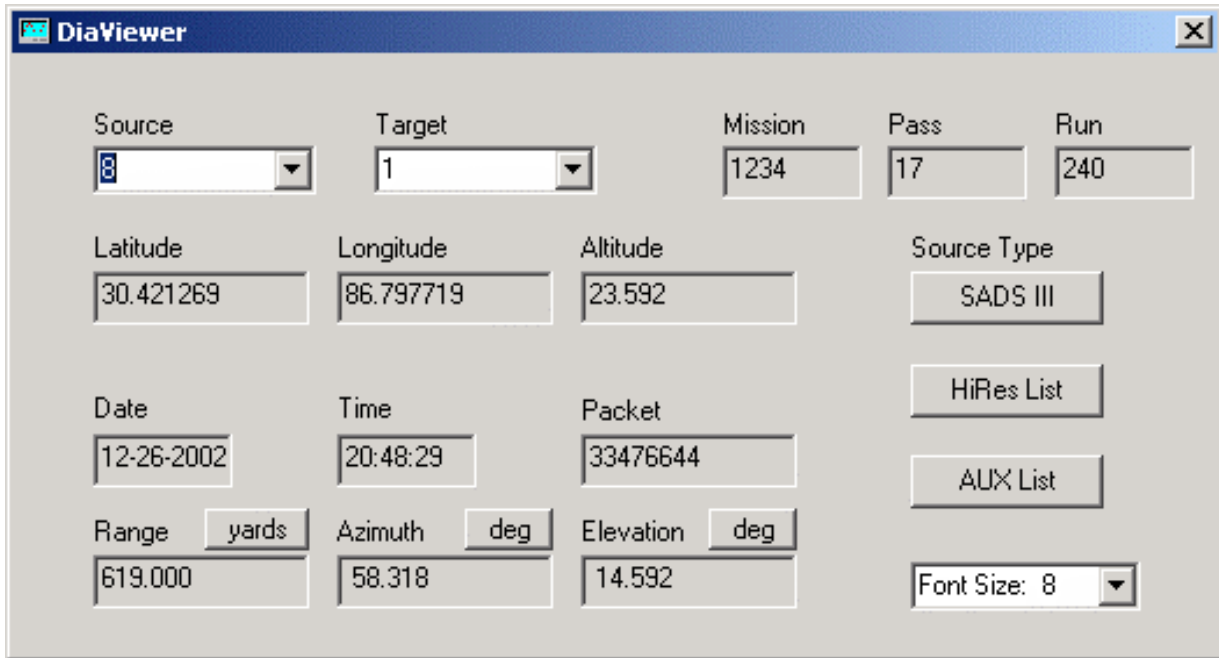 DiaViewer
Source Target Mission Pass Run
8 1 1234 17 240
Latitude Longitude Altitude Source Type
30.421269 86.797719 23.592 SADS III
HiRes List
Date Time Packet
12-26-2002 20:48:29 33476644
AUX List
Range yards Azimuth deg Elevation deg
619.000 58.318 14.592
Font Size: 8